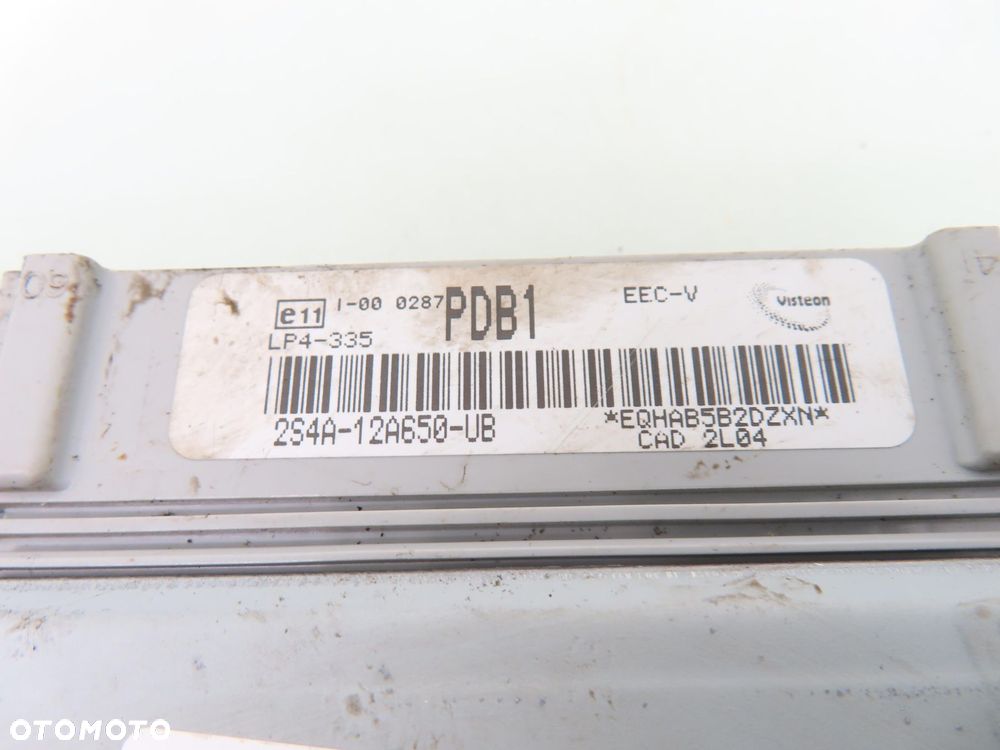 e11 I-00 0287 PDB1 EEC-V Visteon
LP4-335
2S4A-12A650-UB *EQHAB5B2DZXN*
CAD 2L04
OTOMOTO